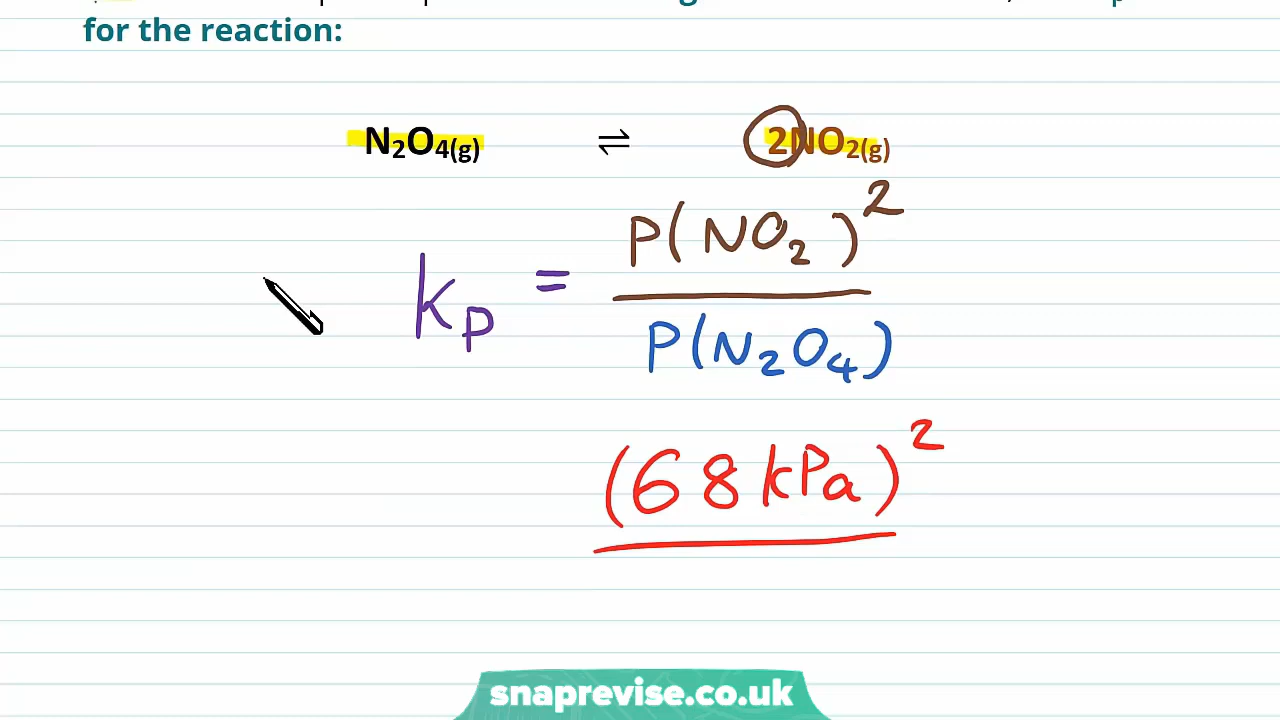 for the reaction:
N₂O₄(g) ⇌ 2NO₂(g)
P(NO₂)²
kp =
P(N₂O₄)
(68 kPa)²
snaprevise.co.uk